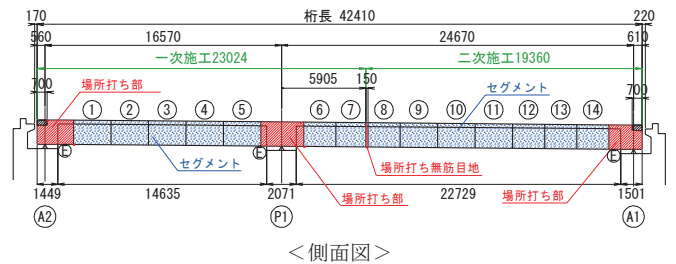 170 桁長 42410 220
560 16570 24670 610
一次施工23024 二次施工19360
700 5905 150 700
場所打ち部 セグメント
① ② ③ ④ ⑤ ⑥ ⑦ ⑧ ⑨ ⑩ ⑪ ⑫ ⑬ ⑭
E E E
セグメント
場所打ち無筋目地
1449 14635 2071 場所打ち部 22729 場所打ち部 1501
A2 P1 A1
<側面図>